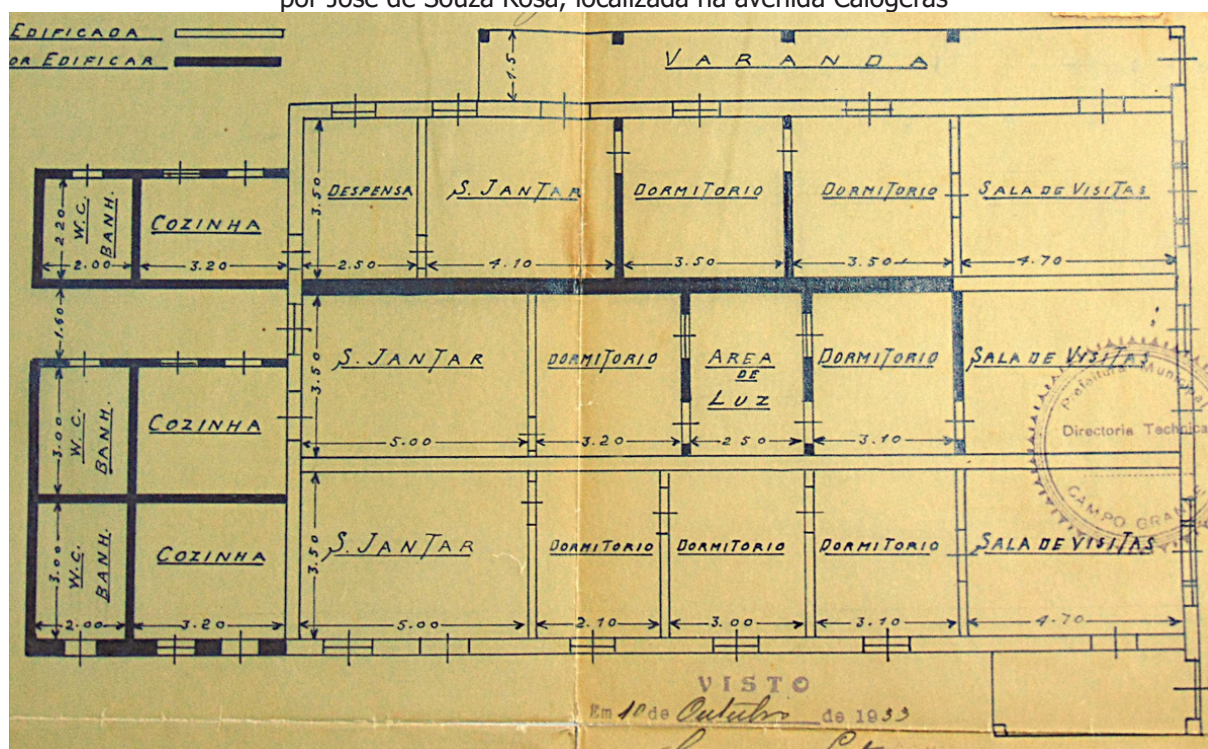 por José de Souza Rosa, localizada na avenida Calógeras
EDIFICADA
OR EDIFICAR
VARANDA
1.5
3.50
DESPENSA
S. JANTAR
DORMITORIO
DORMITORIO
SALA DE VISITAS
2.20
W.C.
BANH.
COZINHA
2.00
3.20
2.50
4.10
3.50
3.50
4.70
1.60
3.50
S. JANTAR
DORMITORIO
AREA
DE
LUZ
DORMITORIO
SALA DE VISITAS
3.00
W.C.
BANH.
COZINHA
5.00
3.20
2.50
3.10
Prefeitura Municipal
Directoria Technica
CAMPO GRAN
3.00
W.C.
BANH.
COZINHA
3.50
S. JANTAR
DORMITORIO
DORMITORIO
DORMITORIO
SALA DE VISITAS
2.00
3.20
5.00
2.10
3.00
3.10
4.70
VISTO
Em 10 de Outubro de 1933